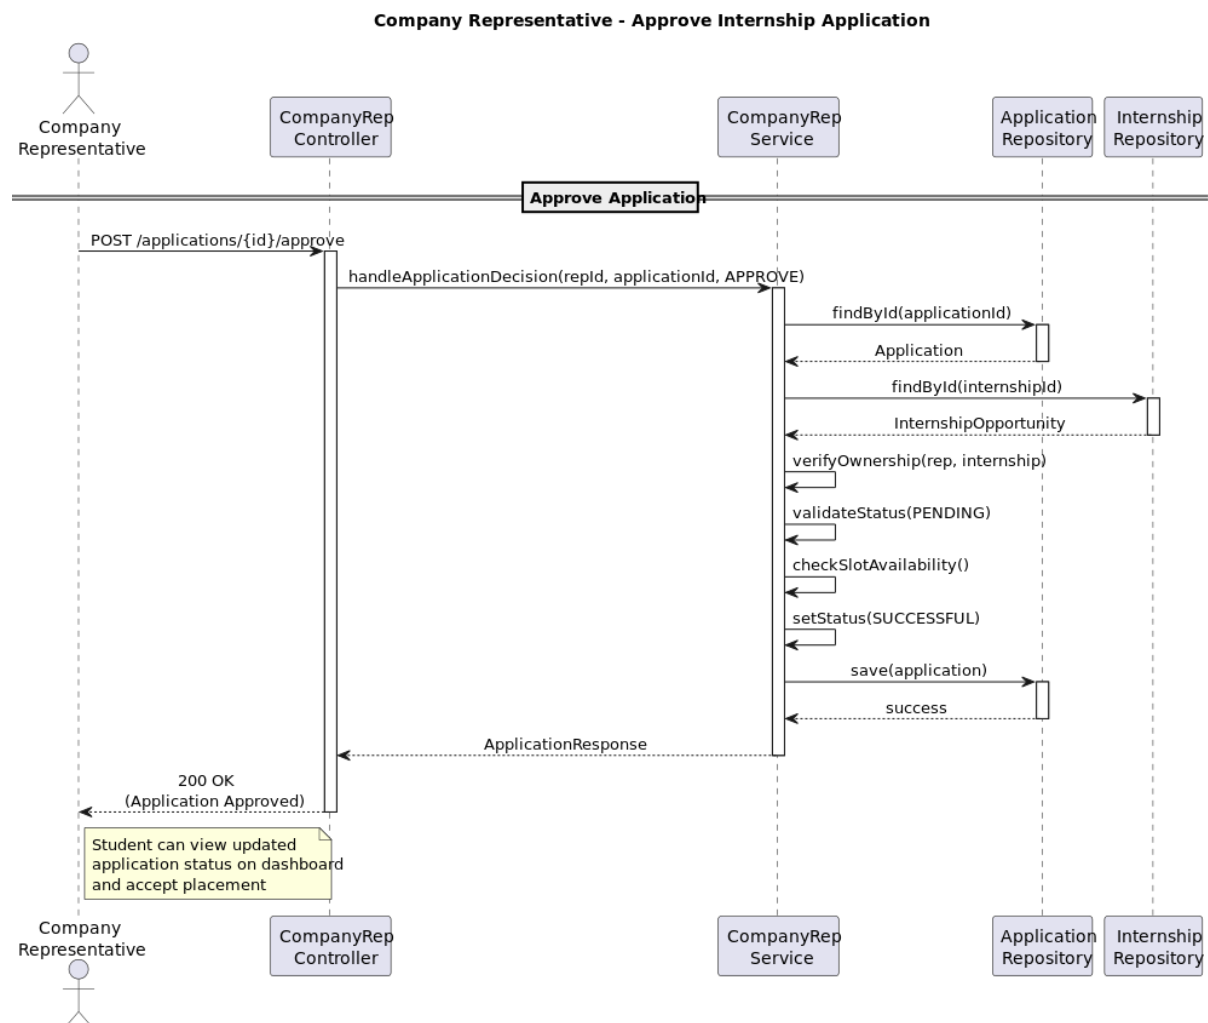 Company Representative - Approve Internship Application
Company
Representative
CompanyRep
Controller
CompanyRep
Service
Application
Repository
Internship
Repository
Approve Application
POST /applications/{id}/approve
handleApplicationDecision(repId, applicationId, APPROVE)
findById(applicationId)
Application
findById(internshipId)
InternshipOpportunity
verifyOwnership(rep, internship)
validateStatus(PENDING)
checkSlotAvailability()
setStatus(SUCCESSFUL)
save(application)
success
ApplicationResponse
200 OK
(Application Approved)
Student can view updated
application status on dashboard
and accept placement
Company
Representative
CompanyRep
Controller
CompanyRep
Service
Application
Repository
Internship
Repository